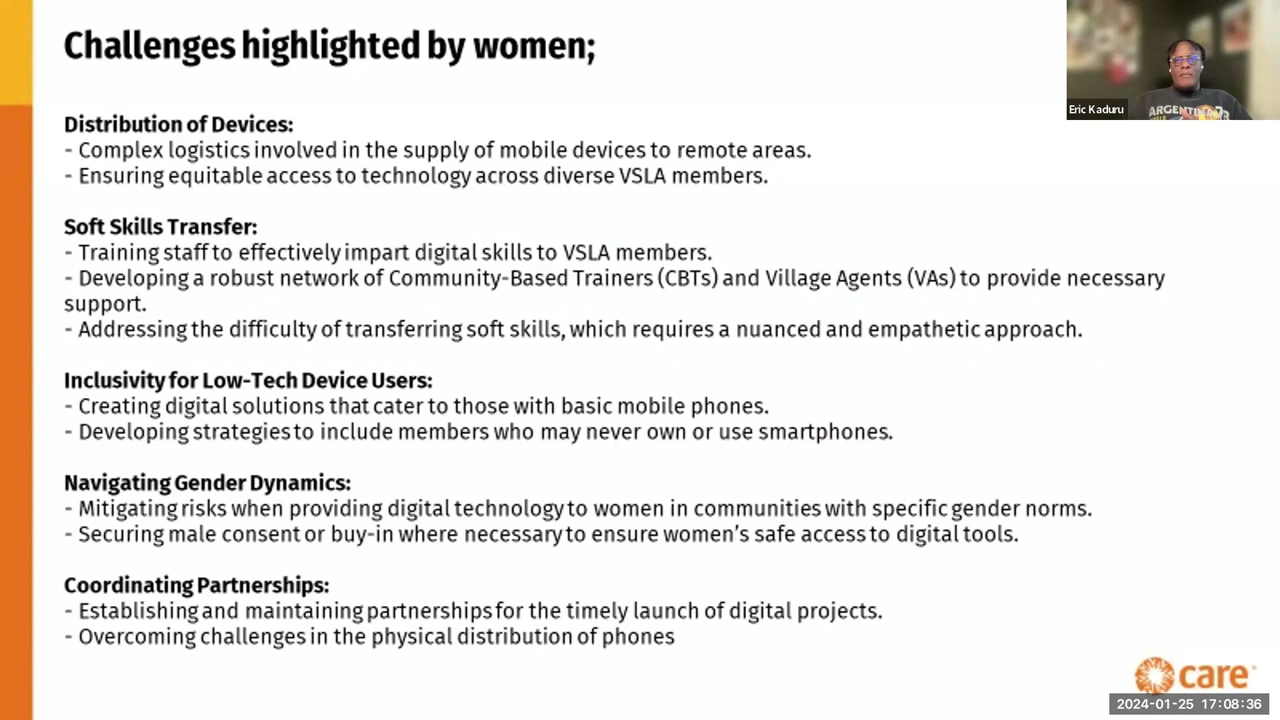 Challenges highlighted by women;
Eric Kaduru
Distribution of Devices:
- Complex logistics involved in the supply of mobile devices to remote areas.
- Ensuring equitable access to technology across diverse VSLA members.
Soft Skills Transfer:
- Training staff to effectively impart digital skills to VSLA members.
- Developing a robust network of Community-Based Trainers (CBTs) and Village Agents (VAs) to provide necessary
support.
- Addressing the difficulty of transferring soft skills, which requires a nuanced and empathetic approach.
Inclusivity for Low-Tech Device Users:
- Creating digital solutions that cater to those with basic mobile phones.
- Developing strategies to include members who may never own or use smartphones.
Navigating Gender Dynamics:
- Mitigating risks when providing digital technology to women in communities with specific gender norms.
- Securing male consent or buy-in where necessary to ensure women’s safe access to digital tools.
Coordinating Partnerships:
- Establishing and maintaining partnerships for the timely launch of digital projects.
- Overcoming challenges in the physical distribution of phones
care
2024-01-25 17:08:36